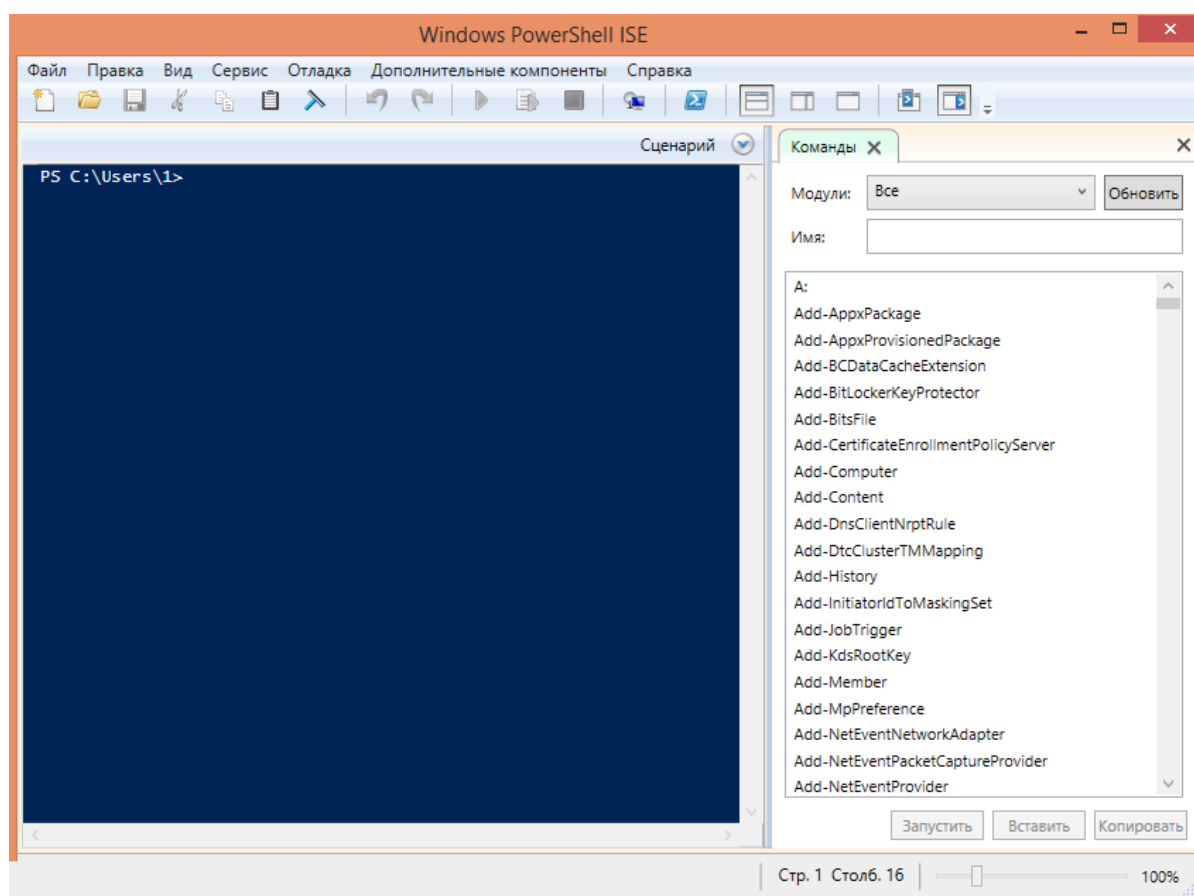 Windows PowerShell ISE
Файл Правка Вид Сервис Отладка Дополнительные компоненты Справка
Сценарий
PS C:\Users\1>
Команды
Модули: Все Обновить
Имя:
A:
Add-AppxPackage
Add-AppxProvisionedPackage
Add-BCDataCacheExtension
Add-BitLockerKeyProtector
Add-BitsFile
Add-CertificateEnrollmentPolicyServer
Add-Computer
Add-Content
Add-DnsClientNrptRule
Add-DtcClusterTMMapping
Add-History
Add-InitiatorIdToMaskingSet
Add-JobTrigger
Add-KdsRootKey
Add-Member
Add-MpPreference
Add-NetEventNetworkAdapter
Add-NetEventPacketCaptureProvider
Add-NetEventProvider
Запустить Вставить Копировать
Стр. 1 Столб. 16 100%